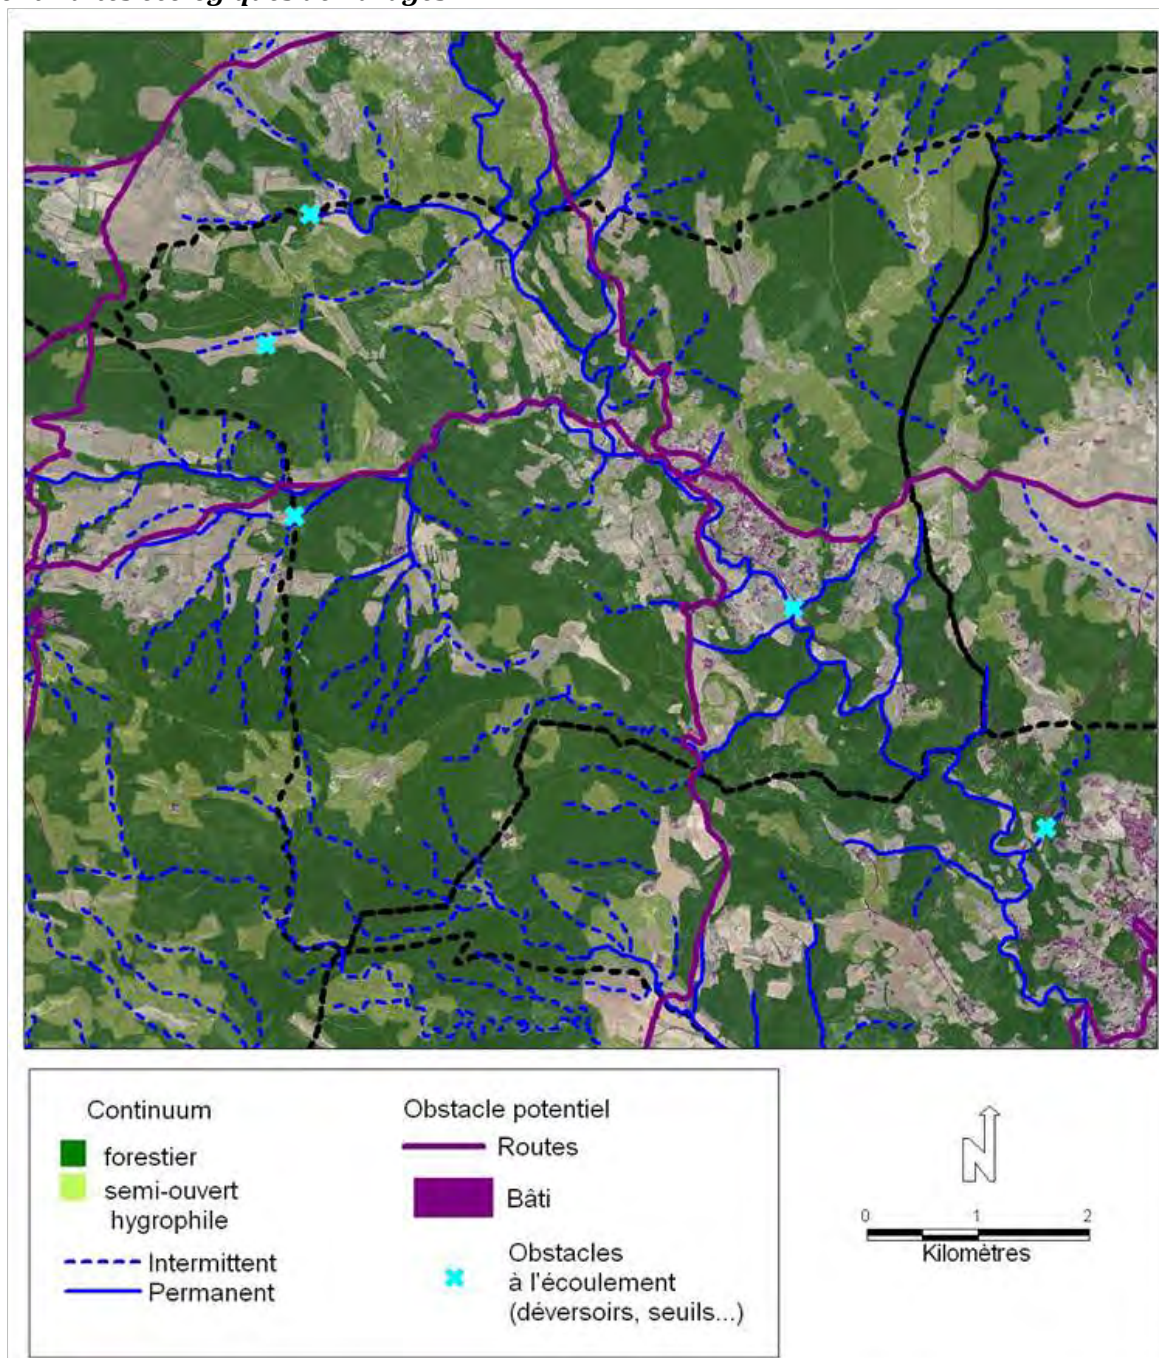 Continuum
forestier
semi-ouvert
hygrophile
Intermittent
Permanent
Obstacle potentiel
Routes
Bâti
Obstacles
à l'écoulement
(déversoirs, seuils...)
N
0 1 2
Kilomètres